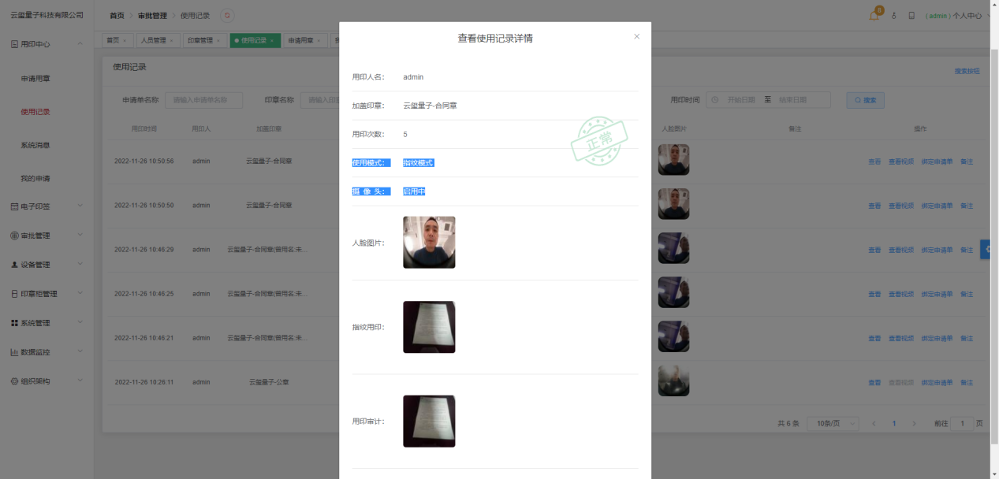 云玺量子科技有限公司
首页 审批管理 使用记录
8
( admin ) 个人中心
用印中心
申请用章
使用记录
系统消息
我的申请
电子印签
审批管理
设备管理
印章柜管理
系统管理
数据监控
组织架构
首页 × 人员管理 × 印章管理 × 使用记录 × 申请用章 ×
使用记录
搜索按钮
申请单名称 请输入申请单名称 印章名称 用印时间 开始日期 至 结束日期 搜索
用印时间 用印人 加盖印章 人脸图片 备注 操作
2022-11-26 10:50:56 admin 云玺量子-合同章 查看 查看视频 绑定申请单 备注
2022-11-26 10:50:50 admin 云玺量子-合同章 查看 查看视频 绑定申请单 备注
2022-11-26 10:46:29 admin 云玺量子-合同章(曾用名:未... 查看 查看视频 绑定申请单 备注
2022-11-26 10:46:25 admin 云玺量子-合同章(曾用名:未... 查看 查看视频 绑定申请单 备注
2022-11-26 10:46:21 admin 云玺量子-合同章(曾用名:未... 查看 查看视频 绑定申请单 备注
2022-11-26 10:26:11 admin 云玺量子-公章 查看 查看视频 绑定申请单 备注
共 6 条 10条/页 1 前往 1 页
查看使用记录详情 ×
用印人名: admin
加盖印章: 云玺量子-合同章
用印次数: 5
正常
使用模式: 指纹模式
摄 像 头: 启用中
人脸图片:
指纹用印:
用印审计: